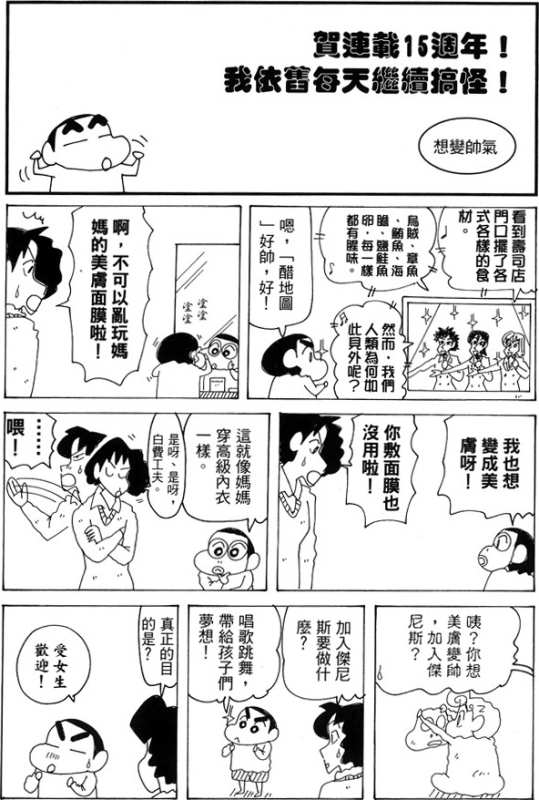 賀連載15週年！
我依舊每天繼續搞怪！
想變帥氣
看到壽司店
門口擺了各
式各樣的食
材。
烏賊、章魚
、鮪魚、海
膽、鹽鮭魚
卵，每一樣
都有腥味。
然而，我們
人類為何如
此貝外呢？
嗯，「醋地圖
」好帥，好！
塗塗
塗塗
啊，不可以亂玩媽
媽的美膚面膜啦！
我也想
變成美
膚呀！
你敷面膜也
沒用啦！
這就像媽媽
穿高級內衣
一樣。
是呀、是呀，
白費工夫。
……
喂！
咦？你想
美膚變帥
，加入傑
尼斯？
加入傑尼
斯要做什
麼？
唱歌跳舞，
帶給孩子們
夢想！
真正的目
的是？
受女生
歡迎！